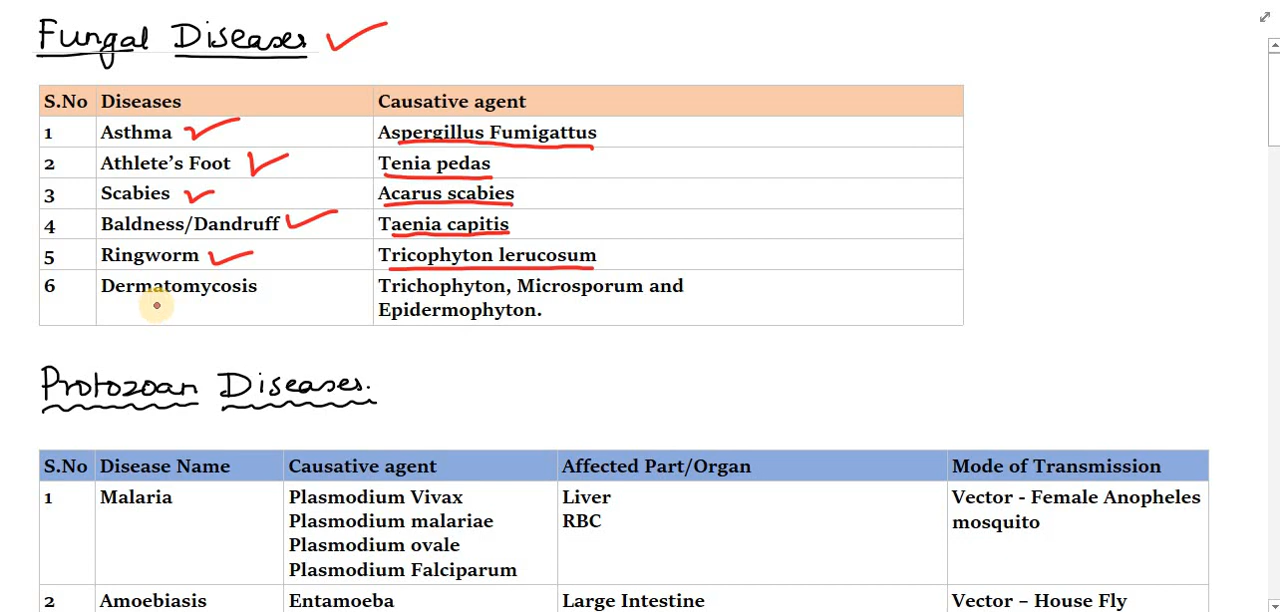 Fungal Diseases
S.No Diseases Causative agent
1 Asthma Aspergillus Fumigattus
2 Athlete's Foot Tenia pedas
3 Scabies Acarus scabies
4 Baldness/Dandruff Taenia capitis
5 Ringworm Tricophyton lerucosum
6 Dermatomycosis Trichophyton, Microsporum and
Epidermophyton.
Protozoan Diseases.
S.No Disease Name Causative agent Affected Part/Organ Mode of Transmission
1 Malaria Plasmodium Vivax Liver Vector - Female Anopheles
Plasmodium malariae RBC mosquito
Plasmodium ovale
Plasmodium Falciparum
2 Amoebiasis Entamoeba Large Intestine Vector – House Fly